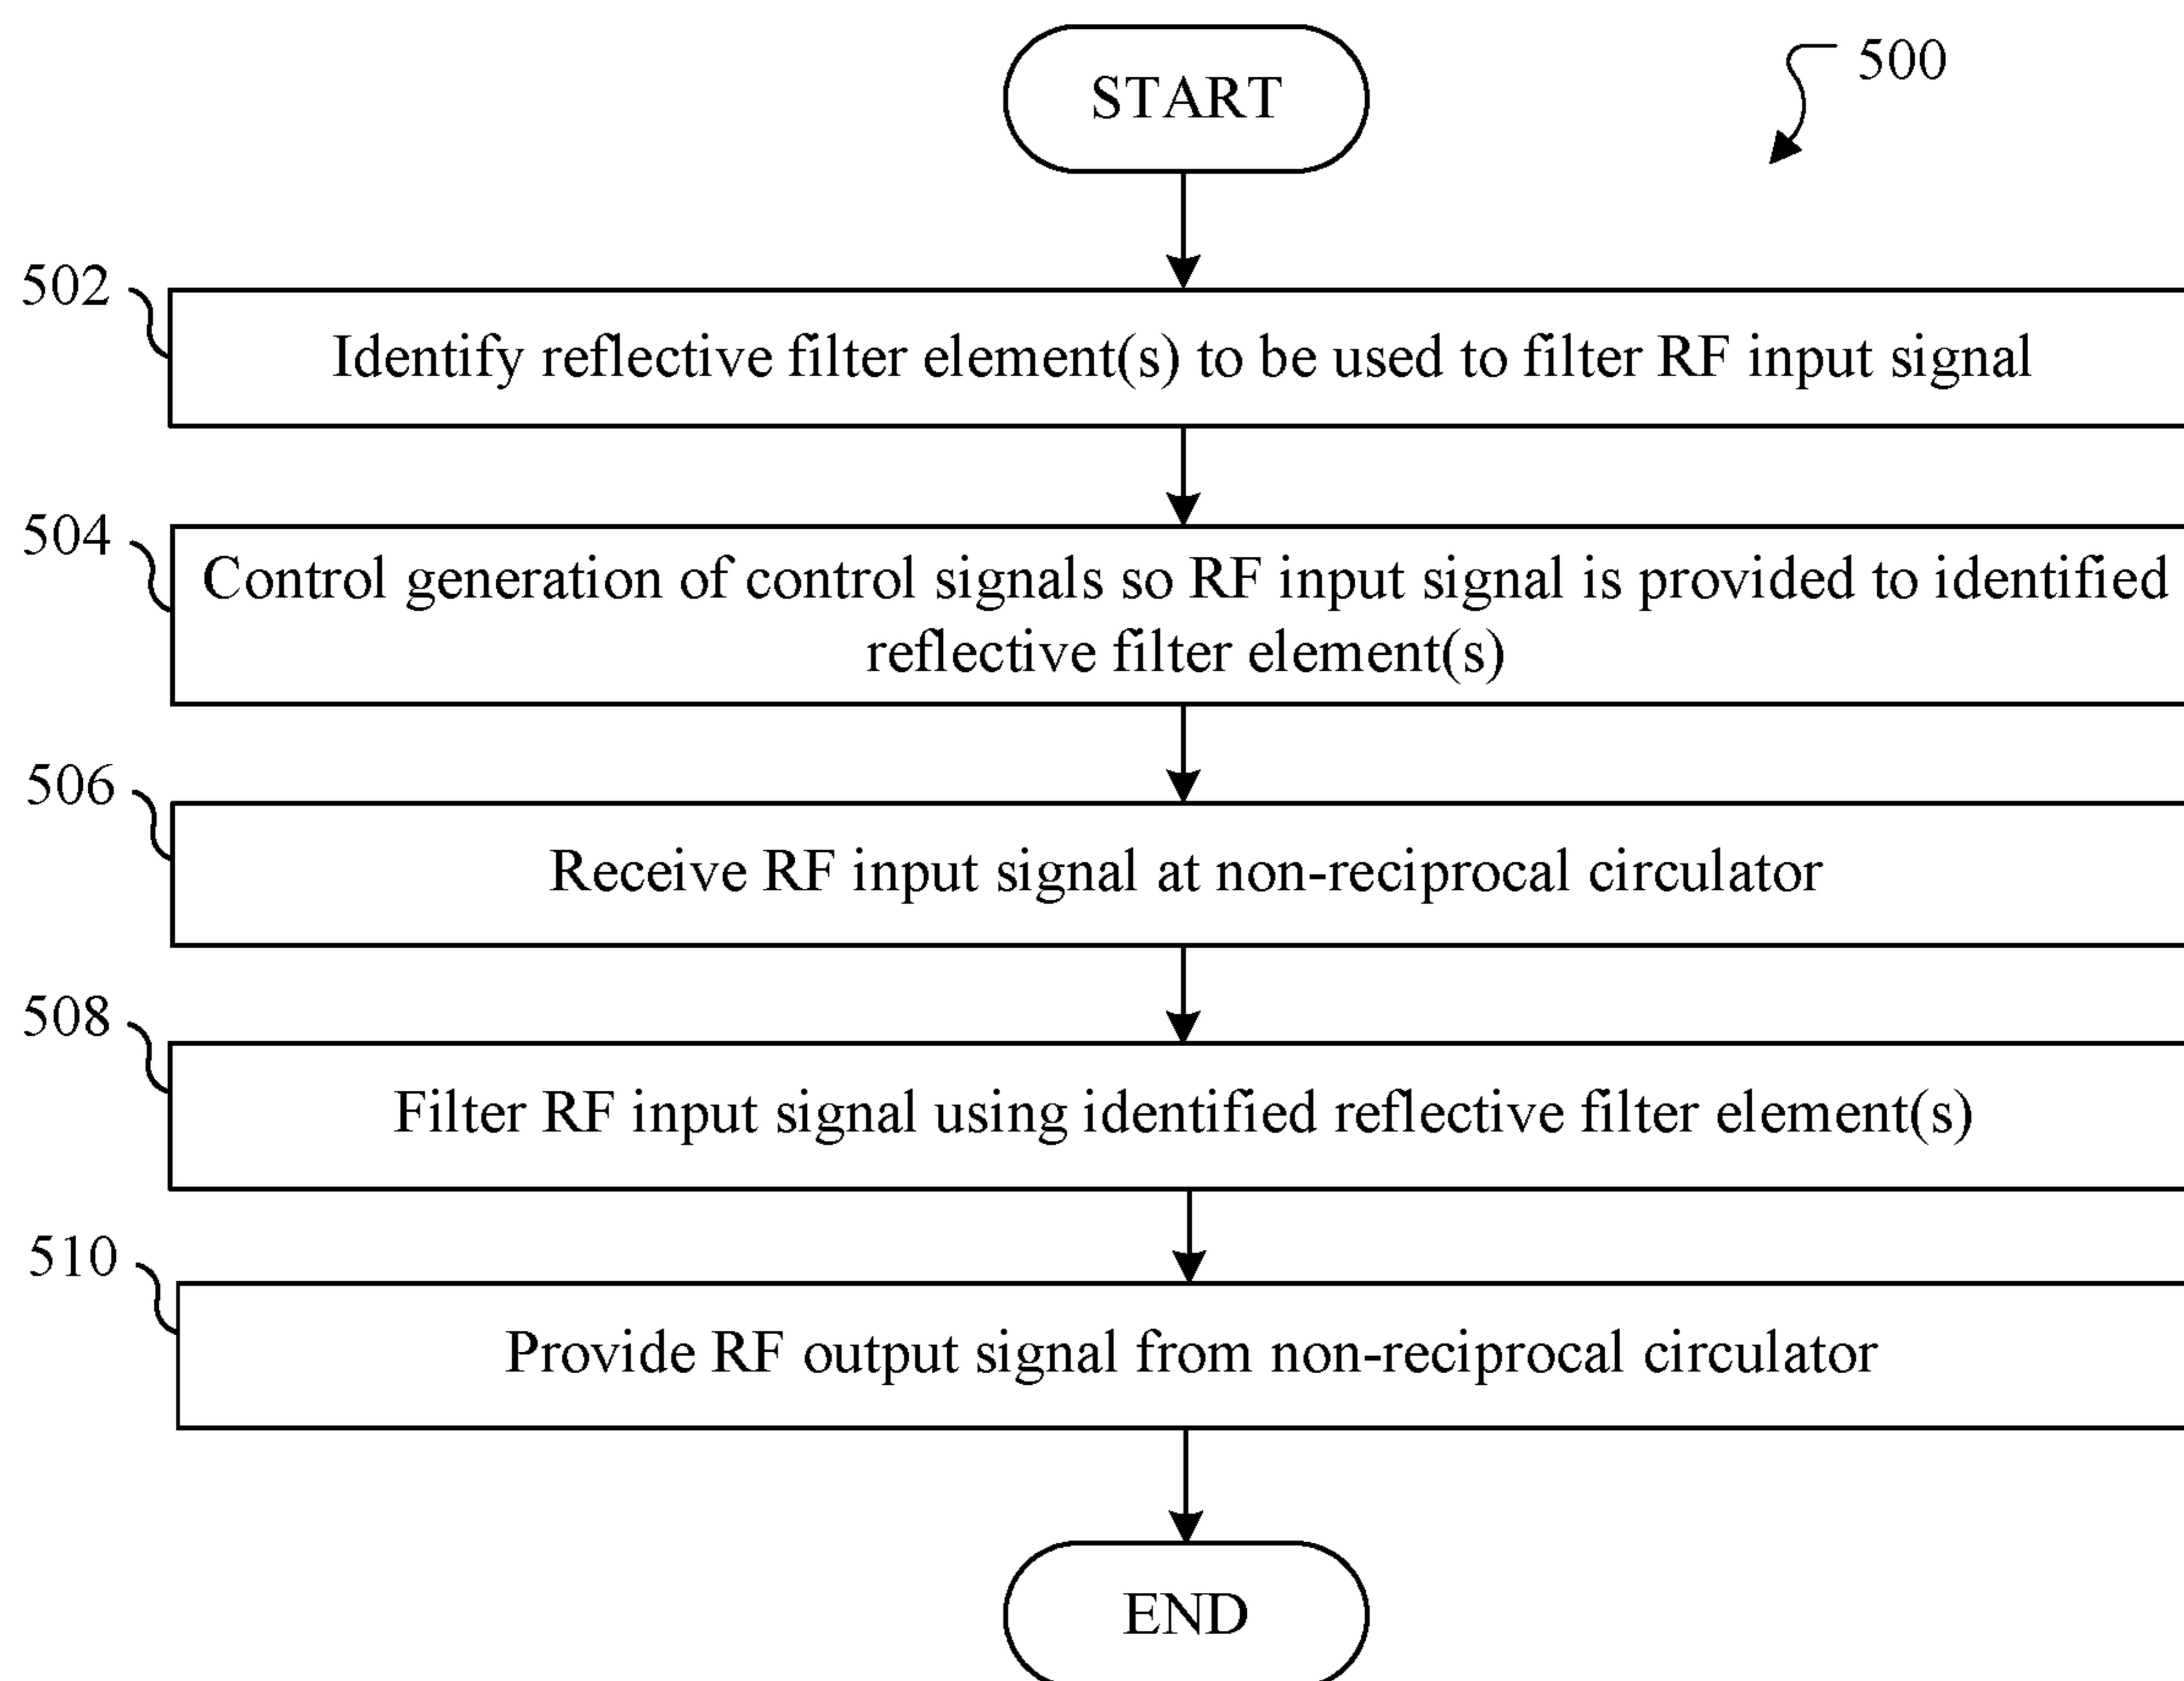 START
500
502
Identify reflective filter element(s) to be used to filter RF input signal
504
Control generation of control signals so RF input signal is provided to identified
reflective filter element(s)
506
Receive RF input signal at non-reciprocal circulator
508
Filter RF input signal using identified reflective filter element(s)
510
Provide RF output signal from non-reciprocal circulator
END